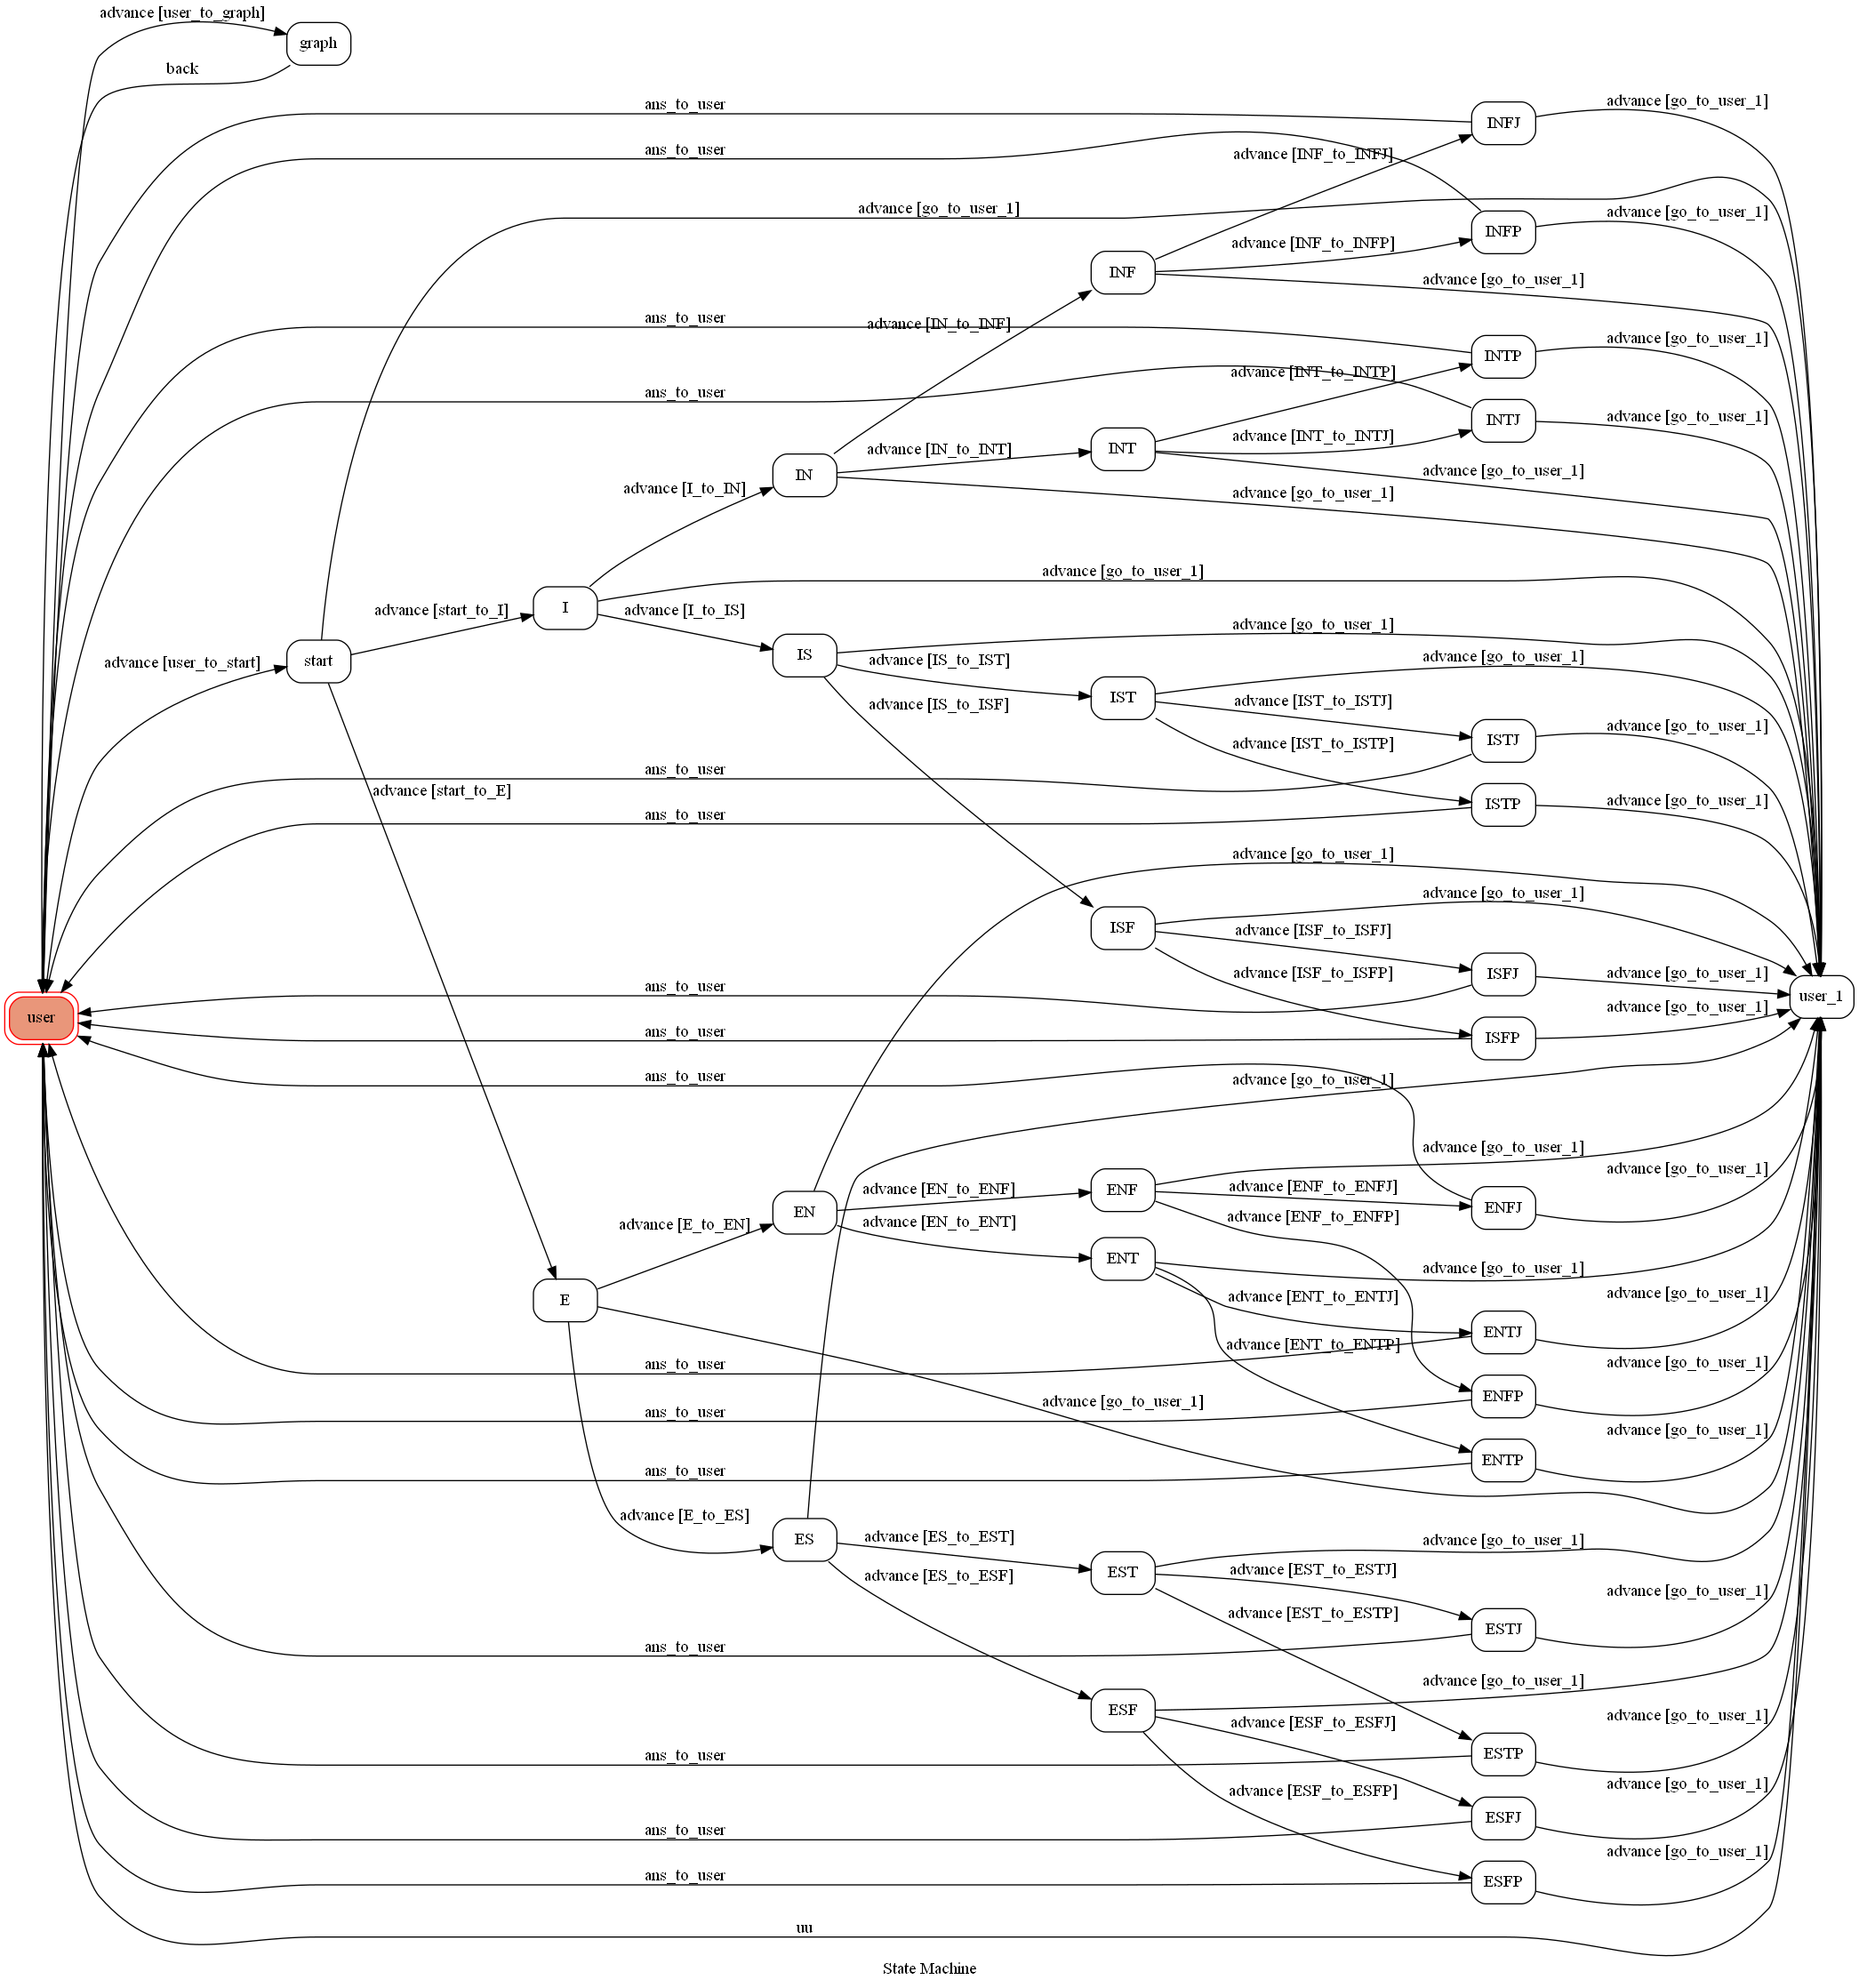 advance [user_to_graph]
graph
back
ans_to_user
INFJ
advance [go_to_user_1]
advance [INF_to_INFJ]
ans_to_user
advance [go_to_user_1]
INFP
advance [go_to_user_1]
INF
advance [INF_to_INFP]
advance [go_to_user_1]
ans_to_user
advance [IN_to_INF]
INTP
advance [go_to_user_1]
advance [INT_to_INTP]
ans_to_user
INTJ
advance [go_to_user_1]
advance [IN_to_INT]
INT
advance [INT_to_INTJ]
advance [go_to_user_1]
IN
advance [I_to_IN]
advance [go_to_user_1]
advance [go_to_user_1]
I
advance [start_to_I]
advance [I_to_IS]
advance [go_to_user_1]
start
advance [user_to_start]
IS
advance [IS_to_IST]
advance [go_to_user_1]
IST
advance [IS_to_ISF]
advance [IST_to_ISTJ]
ISTJ
advance [go_to_user_1]
advance [IST_to_ISTP]
ans_to_user
advance [start_to_E]
ISTP
advance [go_to_user_1]
ans_to_user
advance [go_to_user_1]
advance [go_to_user_1]
ISF
advance [ISF_to_ISFJ]
ISFJ
advance [go_to_user_1]
advance [ISF_to_ISFP]
ans_to_user
user_1
user
ans_to_user
ISFP
advance [go_to_user_1]
ans_to_user
advance [go_to_user_1]
advance [go_to_user_1]
ENF
advance [EN_to_ENF]
advance [ENF_to_ENFJ]
ENFJ
advance [go_to_user_1]
EN
advance [E_to_EN]
advance [EN_to_ENT]
advance [ENF_to_ENFP]
ENT
advance [go_to_user_1]
E
advance [ENT_to_ENTJ]
ENTJ
advance [go_to_user_1]
advance [ENT_to_ENTP]
ans_to_user
ENFP
advance [go_to_user_1]
advance [go_to_user_1]
ans_to_user
ENTP
advance [go_to_user_1]
ans_to_user
advance [E_to_ES]
ES
advance [ES_to_EST]
advance [go_to_user_1]
EST
advance [ES_to_ESF]
advance [EST_to_ESTJ]
advance [EST_to_ESTP]
ESTJ
advance [go_to_user_1]
ans_to_user
ESF
advance [go_to_user_1]
advance [ESF_to_ESFJ]
ESTP
advance [go_to_user_1]
ans_to_user
advance [ESF_to_ESFP]
ESFJ
advance [go_to_user_1]
ans_to_user
ESFP
advance [go_to_user_1]
ans_to_user
uu
State Machine